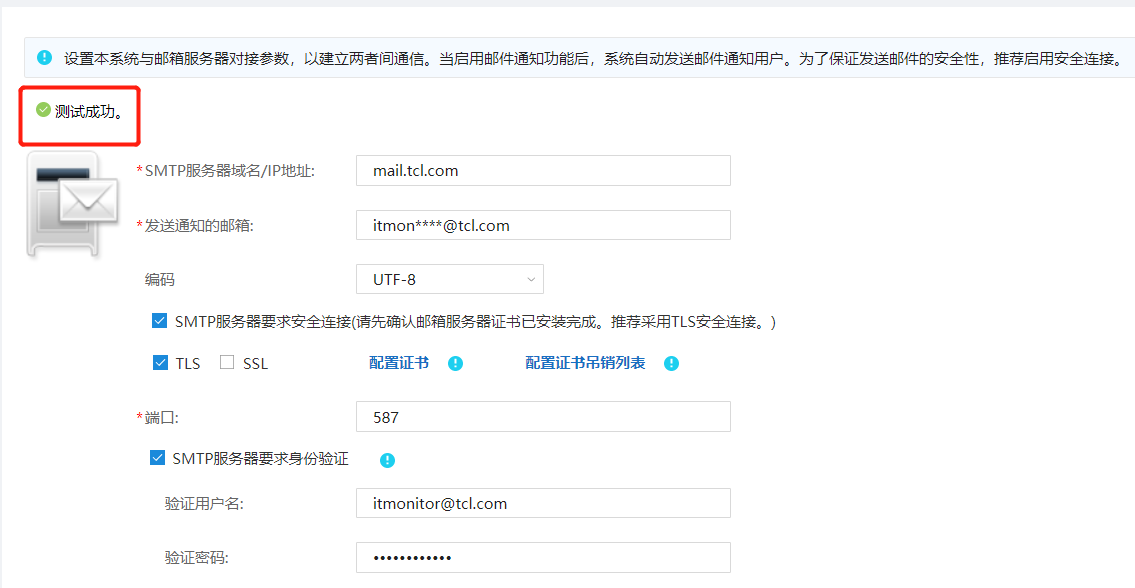 设置本系统与邮箱服务器对接参数，以建立两者间通信。当启用邮件通知功能后，系统自动发送邮件通知用户。为了保证发送邮件的安全性，推荐启用安全连接。
测试成功。
*SMTP服务器域名/IP地址: mail.tcl.com
*发送通知的邮箱: itmon****@tcl.com
编码 UTF-8
SMTP服务器要求安全连接(请先确认邮箱服务器证书已安装完成。推荐采用TLS安全连接。)
TLS SSL 配置证书 配置证书吊销列表
*端口: 587
SMTP服务器要求身份验证
验证用户名: itmonitor@tcl.com
验证密码: ••••••••••••